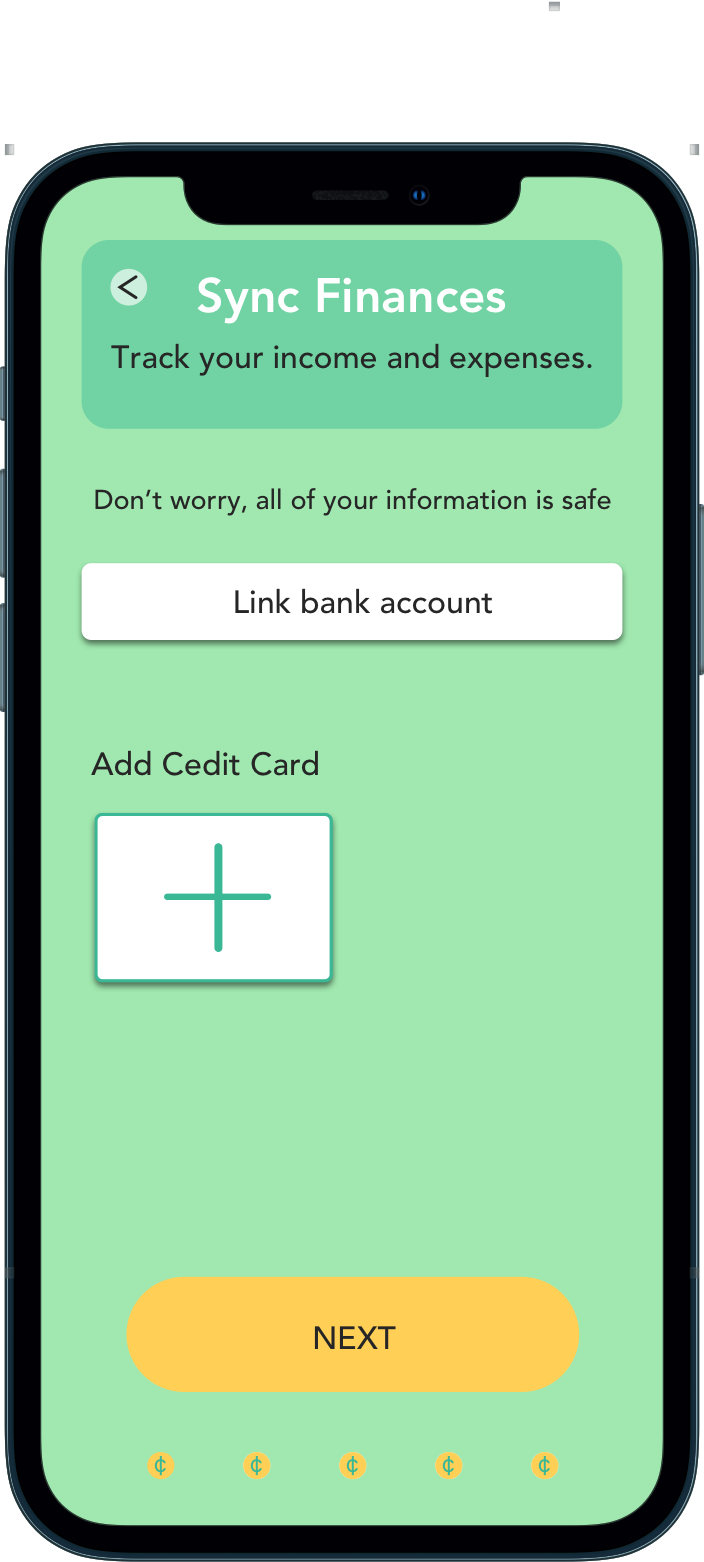 <
Sync Finances
Track your income and expenses.
Don’t worry, all of your information is safe
Link bank account
Add Cedit Card
NEXT
¢ ¢ ¢ ¢ ¢